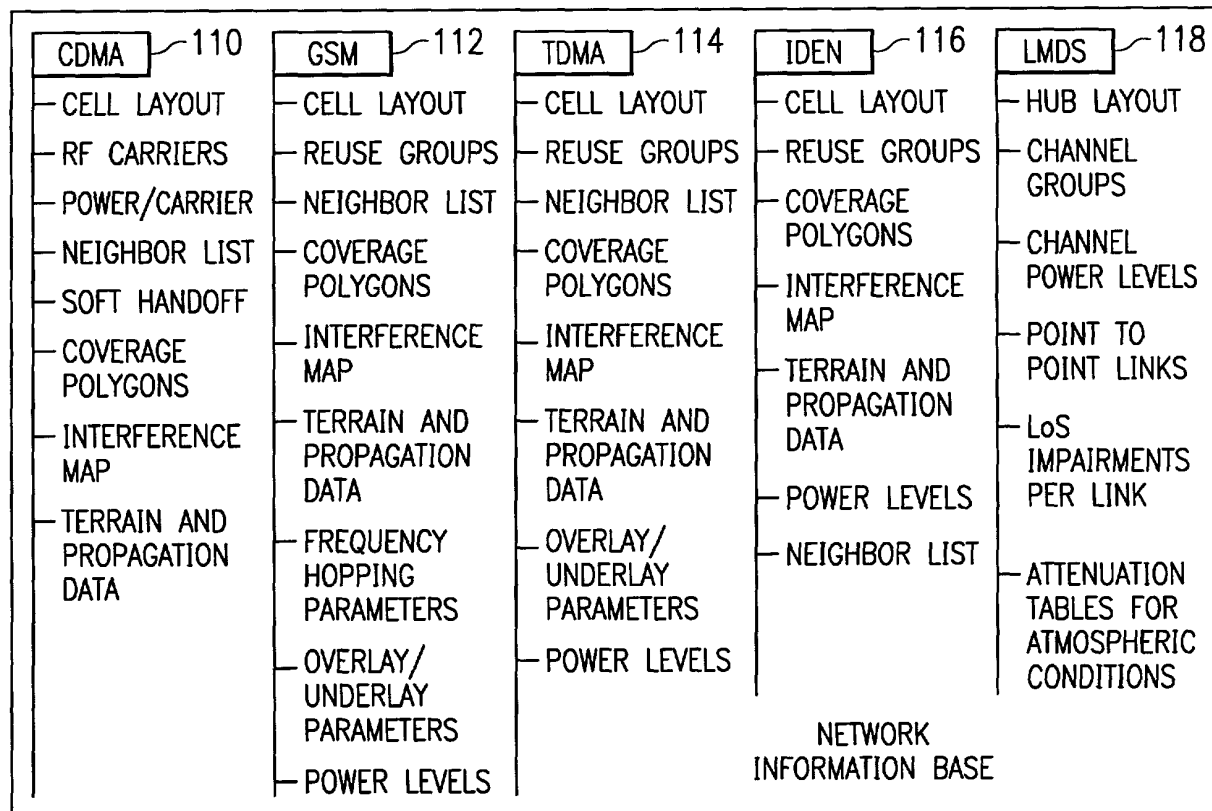 CDMA 110
CELL LAYOUT
RF CARRIERS
POWER/CARRIER
NEIGHBOR LIST
SOFT HANDOFF
COVERAGE
POLYGONS
INTERFERENCE
MAP
TERRAIN AND
PROPAGATION
DATA
GSM 112
CELL LAYOUT
REUSE GROUPS
NEIGHBOR LIST
COVERAGE
POLYGONS
INTERFERENCE
MAP
TERRAIN AND
PROPAGATION
DATA
FREQUENCY
HOPPING
PARAMETERS
OVERLAY/
UNDERLAY
PARAMETERS
POWER LEVELS
TDMA 114
CELL LAYOUT
REUSE GROUPS
NEIGHBOR LIST
COVERAGE
POLYGONS
INTERFERENCE
MAP
TERRAIN AND
PROPAGATION
DATA
OVERLAY/
UNDERLAY
PARAMETERS
POWER LEVELS
IDEN 116
CELL LAYOUT
REUSE GROUPS
COVERAGE
POLYGONS
INTERFERENCE
MAP
TERRAIN AND
PROPAGATION
DATA
POWER LEVELS
NEIGHBOR LIST
LMDS 118
HUB LAYOUT
CHANNEL
GROUPS
CHANNEL
POWER LEVELS
POINT TO
POINT LINKS
LoS
IMPAIRMENTS
PER LINK
ATTENUATION
TABLES FOR
ATMOSPHERIC
CONDITIONS
NETWORK
INFORMATION BASE